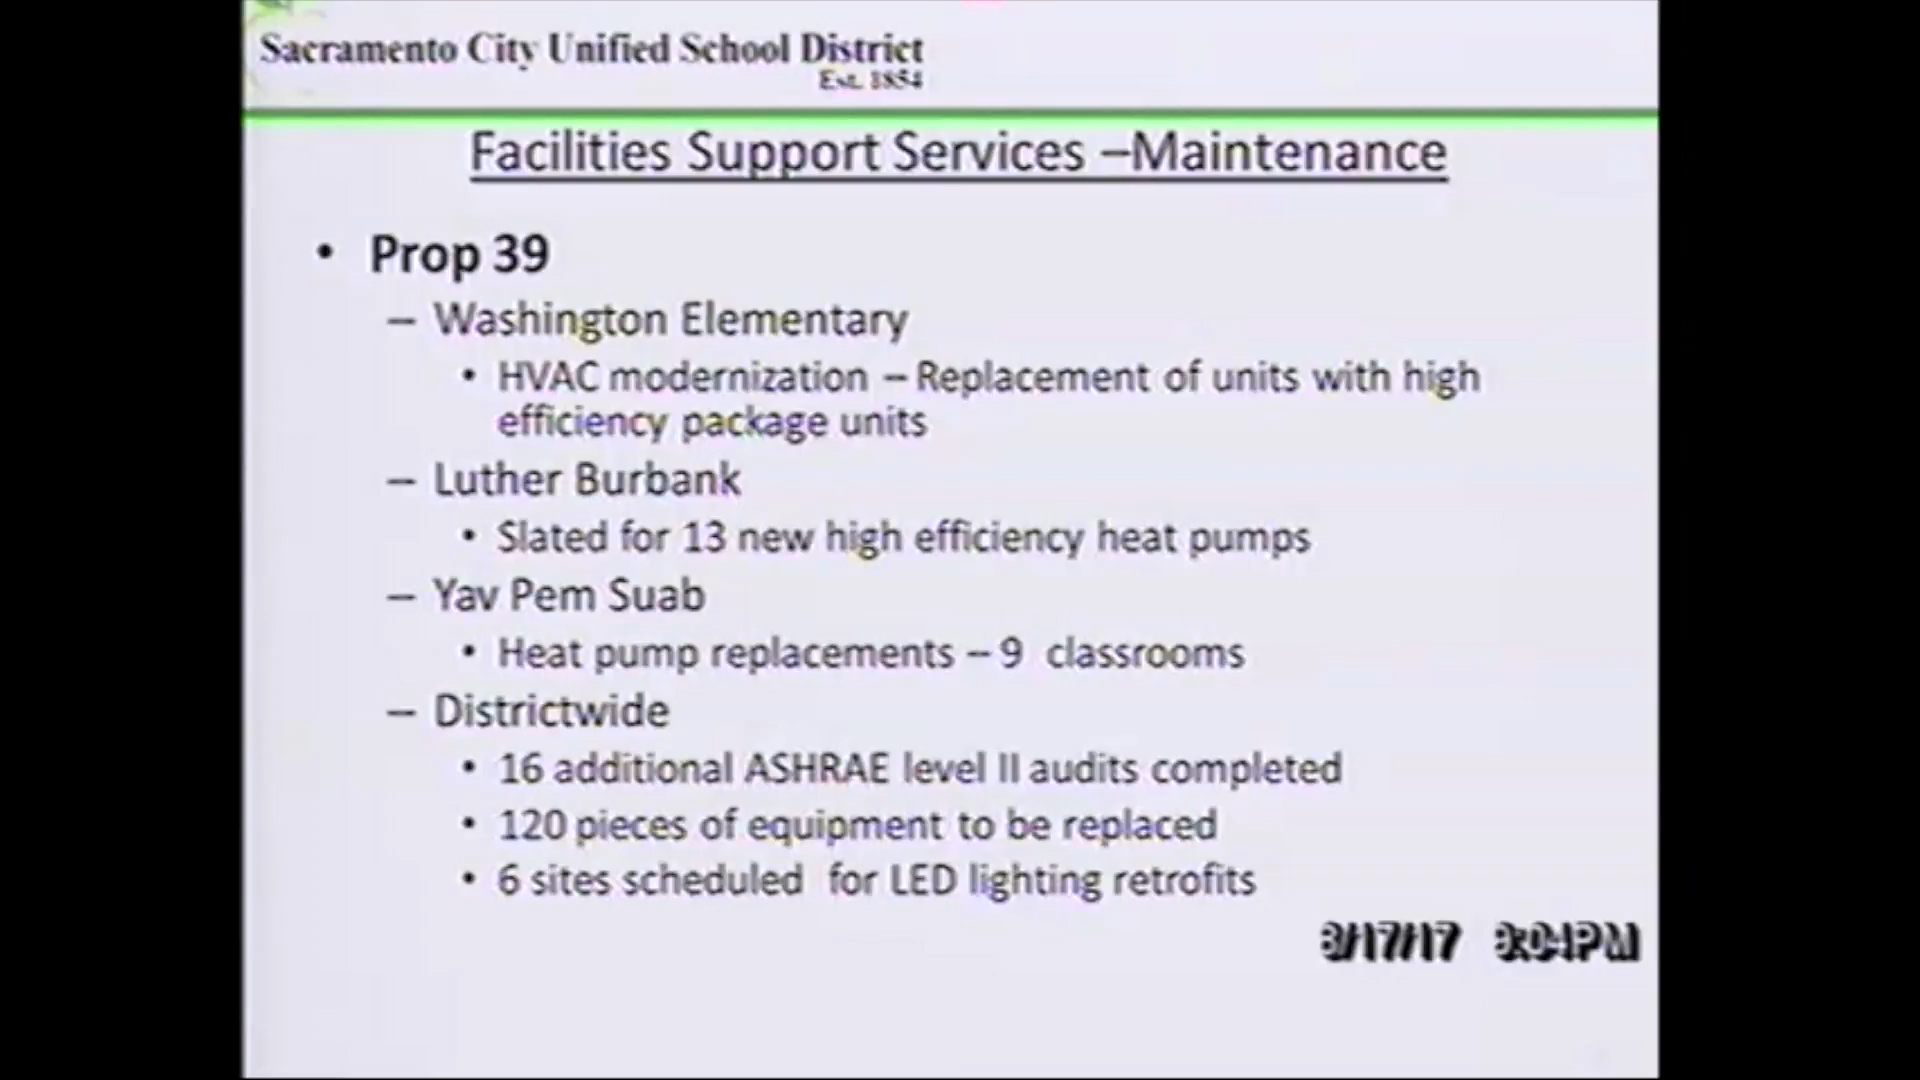 Sacramento City Unified School District
Est. 1854
Facilities Support Services –Maintenance
• Prop 39
– Washington Elementary
• HVAC modernization – Replacement of units with high
efficiency package units
– Luther Burbank
• Slated for 13 new high efficiency heat pumps
– Yav Pem Suab
• Heat pump replacements – 9 classrooms
– Districtwide
• 16 additional ASHRAE level II audits completed
• 120 pieces of equipment to be replaced
• 6 sites scheduled for LED lighting retrofits